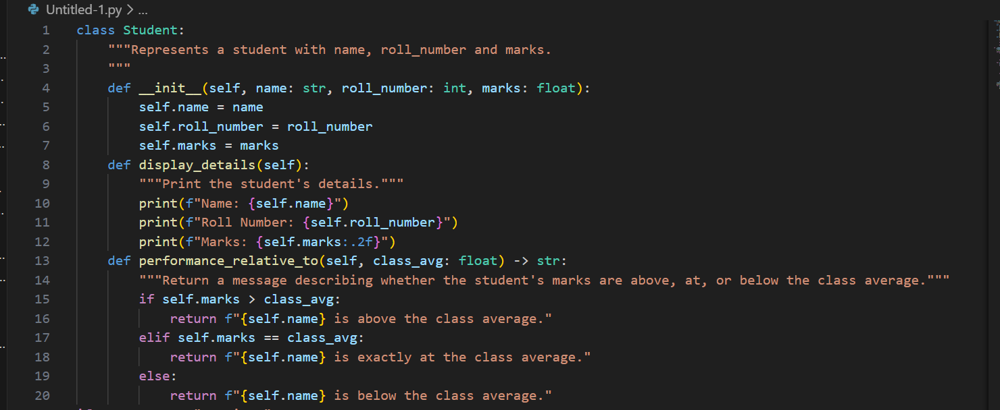 Untitled-1.py > ...
1 class Student:
2     """Represents a student with name, roll_number and marks.
3     """
4     def __init__(self, name: str, roll_number: int, marks: float):
5         self.name = name
6         self.roll_number = roll_number
7         self.marks = marks
8     def display_details(self):
9         """Print the student's details."""
10         print(f"Name: {self.name}")
11         print(f"Roll Number: {self.roll_number}")
12         print(f"Marks: {self.marks:.2f}")
13     def performance_relative_to(self, class_avg: float) -> str:
14         """Return a message describing whether the student's marks are above, at, or below the class average."""
15         if self.marks > class_avg:
16             return f"{self.name} is above the class average."
17         elif self.marks == class_avg:
18             return f"{self.name} is exactly at the class average."
19         else:
20             return f"{self.name} is below the class average."